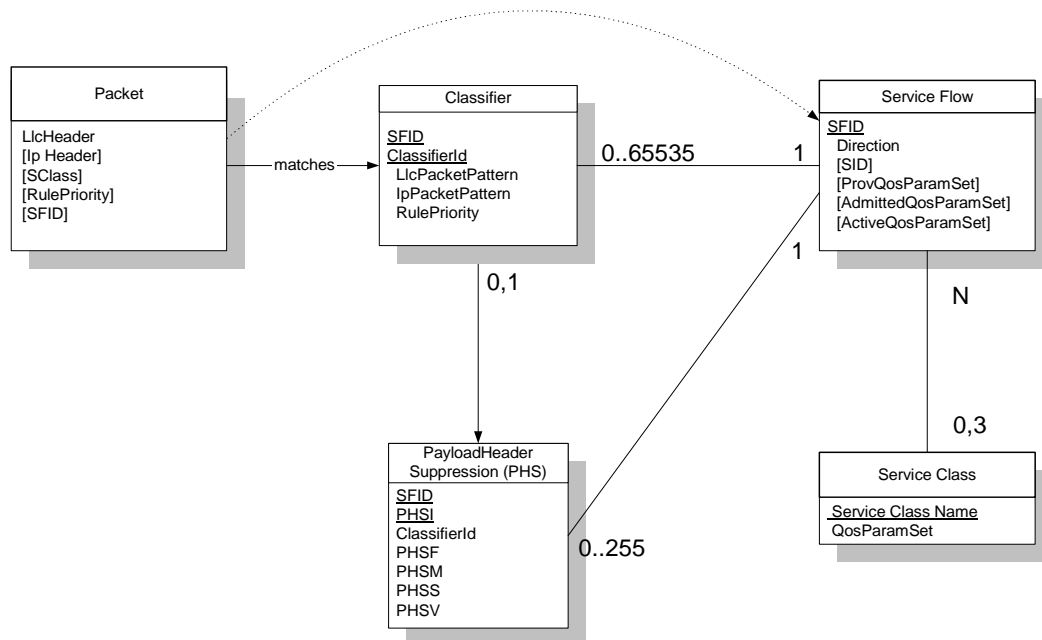 Packet
LlcHeader
[Ip Header]
[SClass]
[RulePriority]
[SFID]
matches
Classifier
SFID
ClassifierId
LlcPacketPattern
IpPacketPattern
RulePriority
0..65535
1
Service Flow
SFID
Direction
[SID]
[ProvQosParamSet]
[AdmittedQosParamSet]
[ActiveQosParamSet]
1
0,1
N
0,3
PayloadHeader
Suppression (PHS)
SFID
PHSI
ClassifierId
PHSF
PHSM
PHSS
PHSV
0..255
Service Class
Service Class Name
QosParamSet